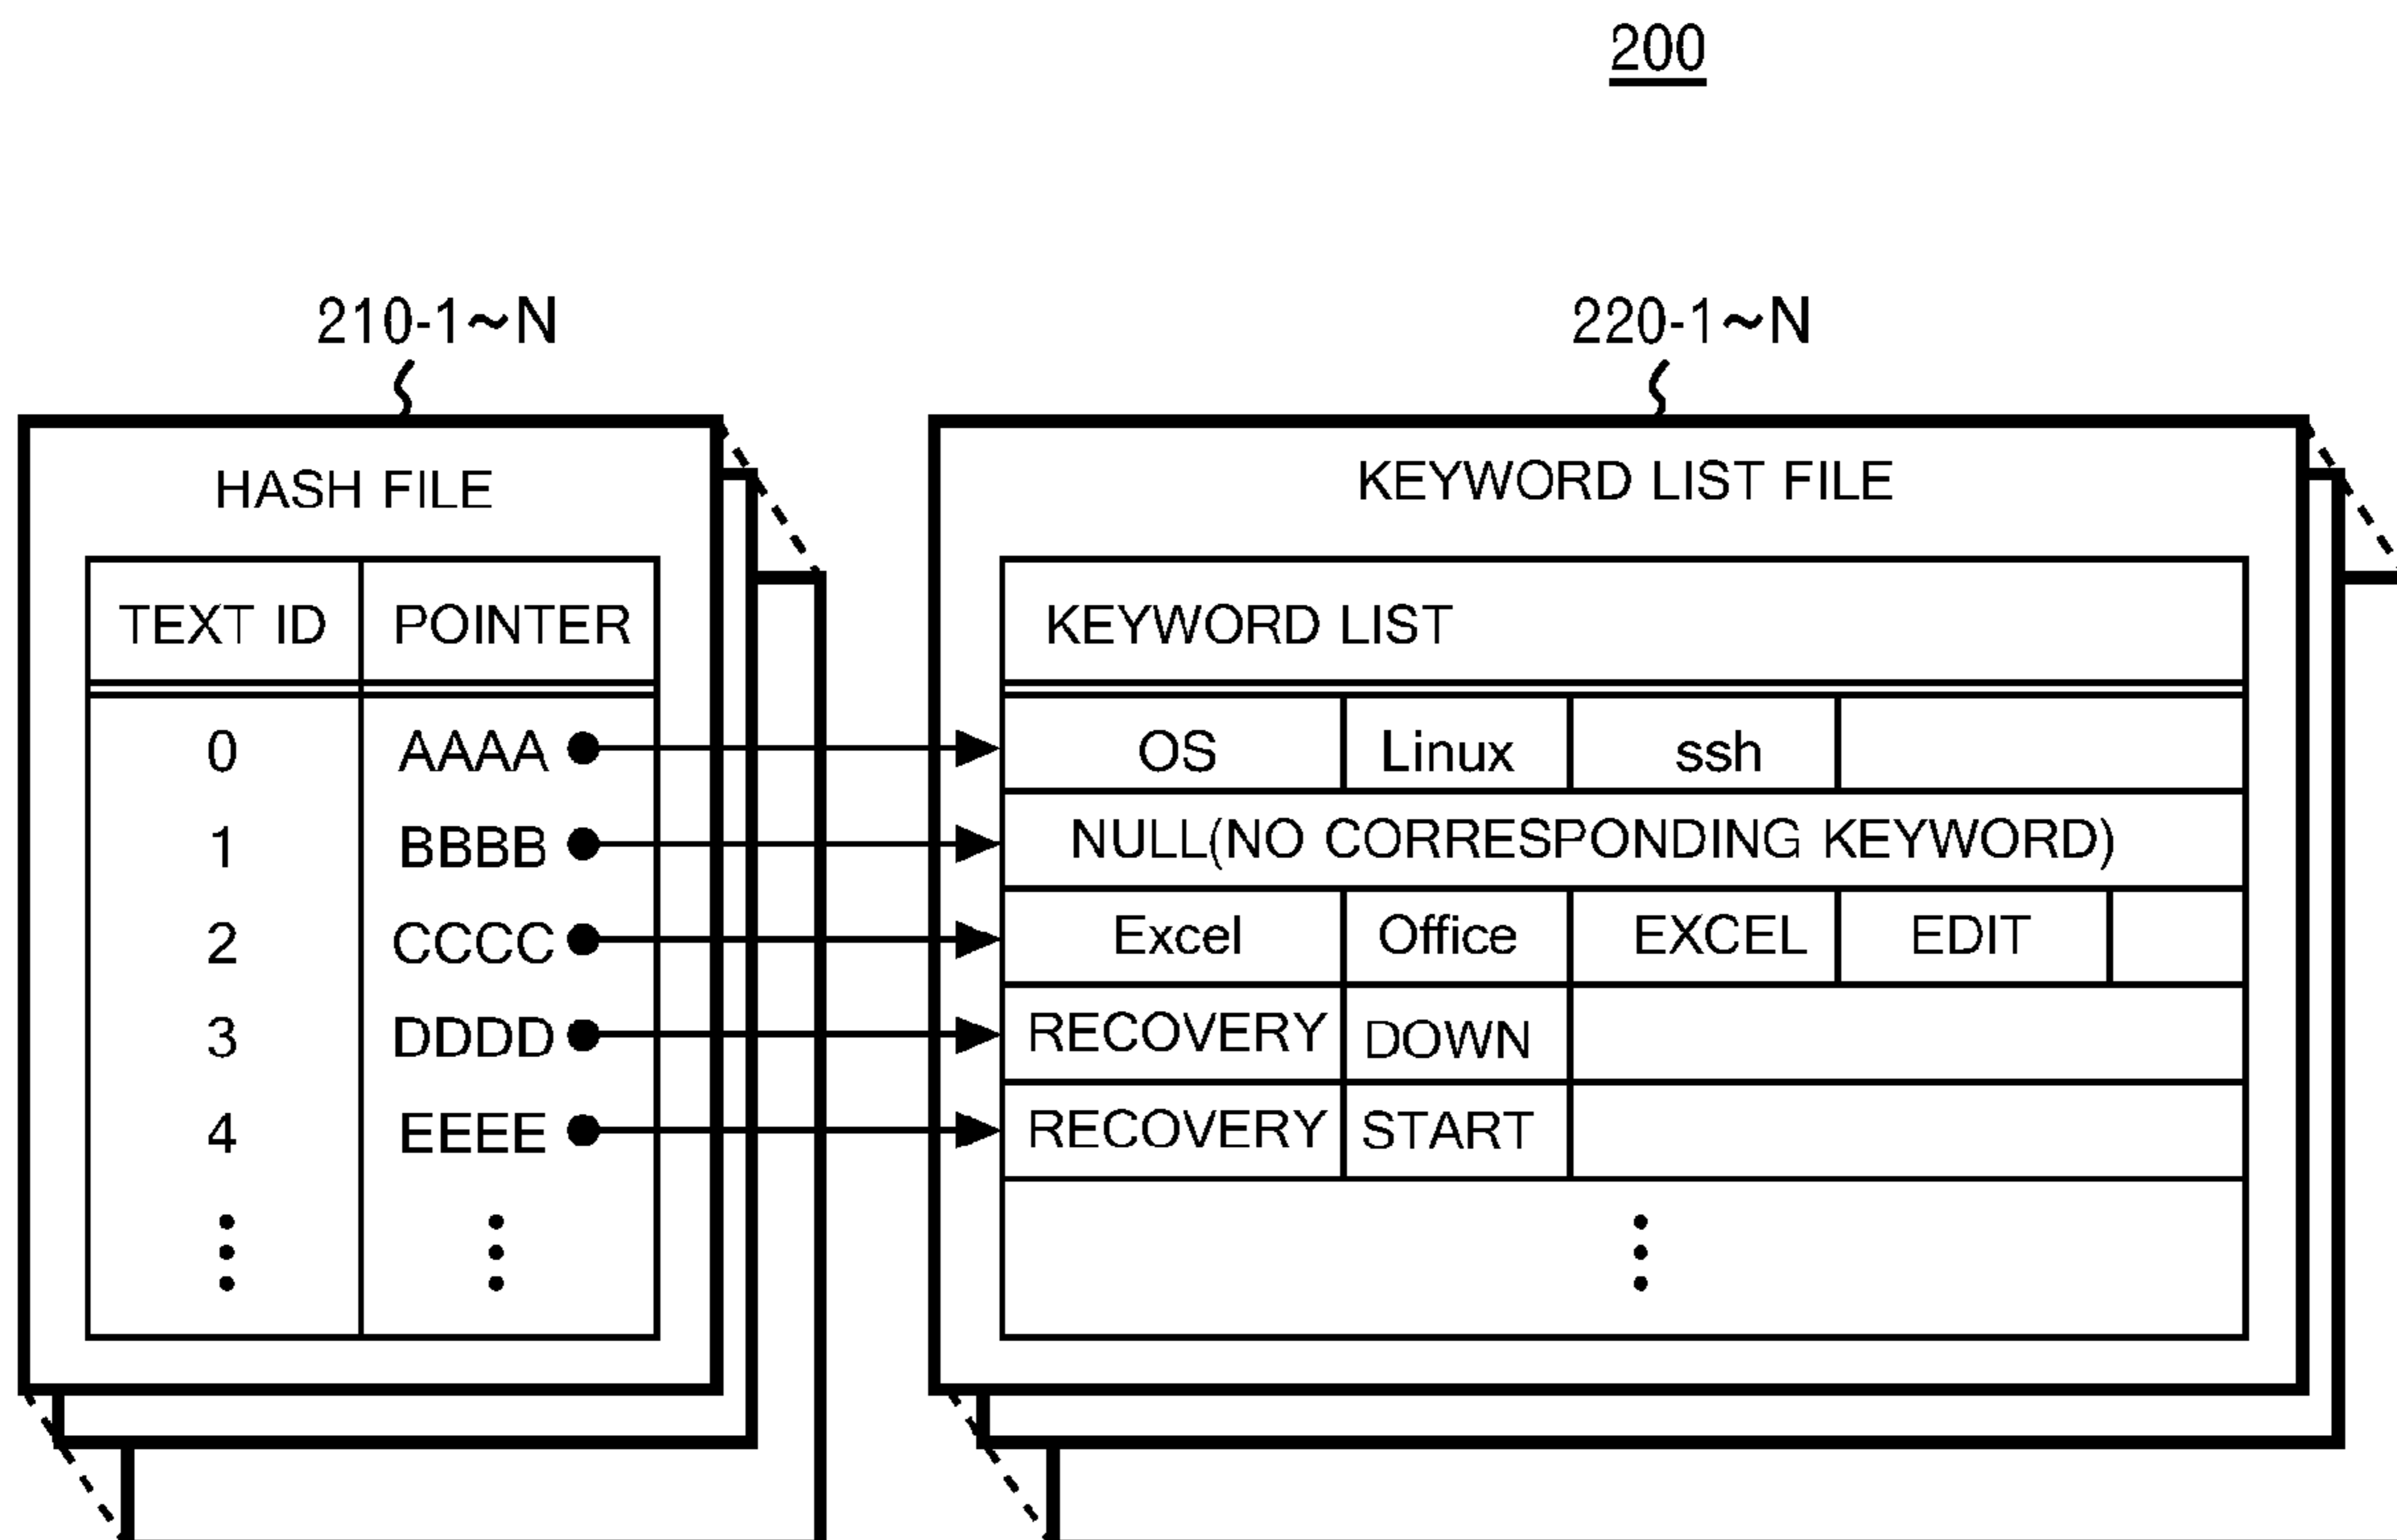 200
210-1~N
220-1~N
HASH FILE
TEXT ID POINTER
0 AAAA
1 BBBB
2 CCCC
3 DDDD
4 EEEE
KEYWORD LIST FILE
KEYWORD LIST
OS Linux ssh
NULL(NO CORRESPONDING KEYWORD)
Excel Office EXCEL EDIT
RECOVERY DOWN
RECOVERY START